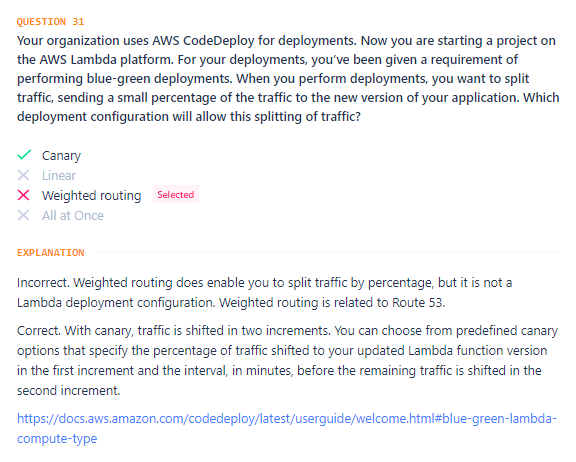 QUESTION 31
Your organization uses AWS CodeDeploy for deployments. Now you are starting a project on
the AWS Lambda platform. For your deployments, you've been given a requirement of
performing blue-green deployments. When you perform deployments, you want to split
traffic, sending a small percentage of the traffic to the new version of your application. Which
deployment configuration will allow this splitting of traffic?
Canary
Linear
Weighted routing Selected
All at Once
EXPLANATION
Incorrect. Weighted routing does enable you to split traffic by percentage, but it is not a
Lambda deployment configuration. Weighted routing is related to Route 53.
Correct. With canary, traffic is shifted in two increments. You can choose from predefined canary
options that specify the percentage of traffic shifted to your updated Lambda function version
in the first increment and the interval, in minutes, before the remaining traffic is shifted in the
second increment.
https://docs.aws.amazon.com/codedeploy/latest/userguide/welcome.html#blue-green-lambda-
compute-type